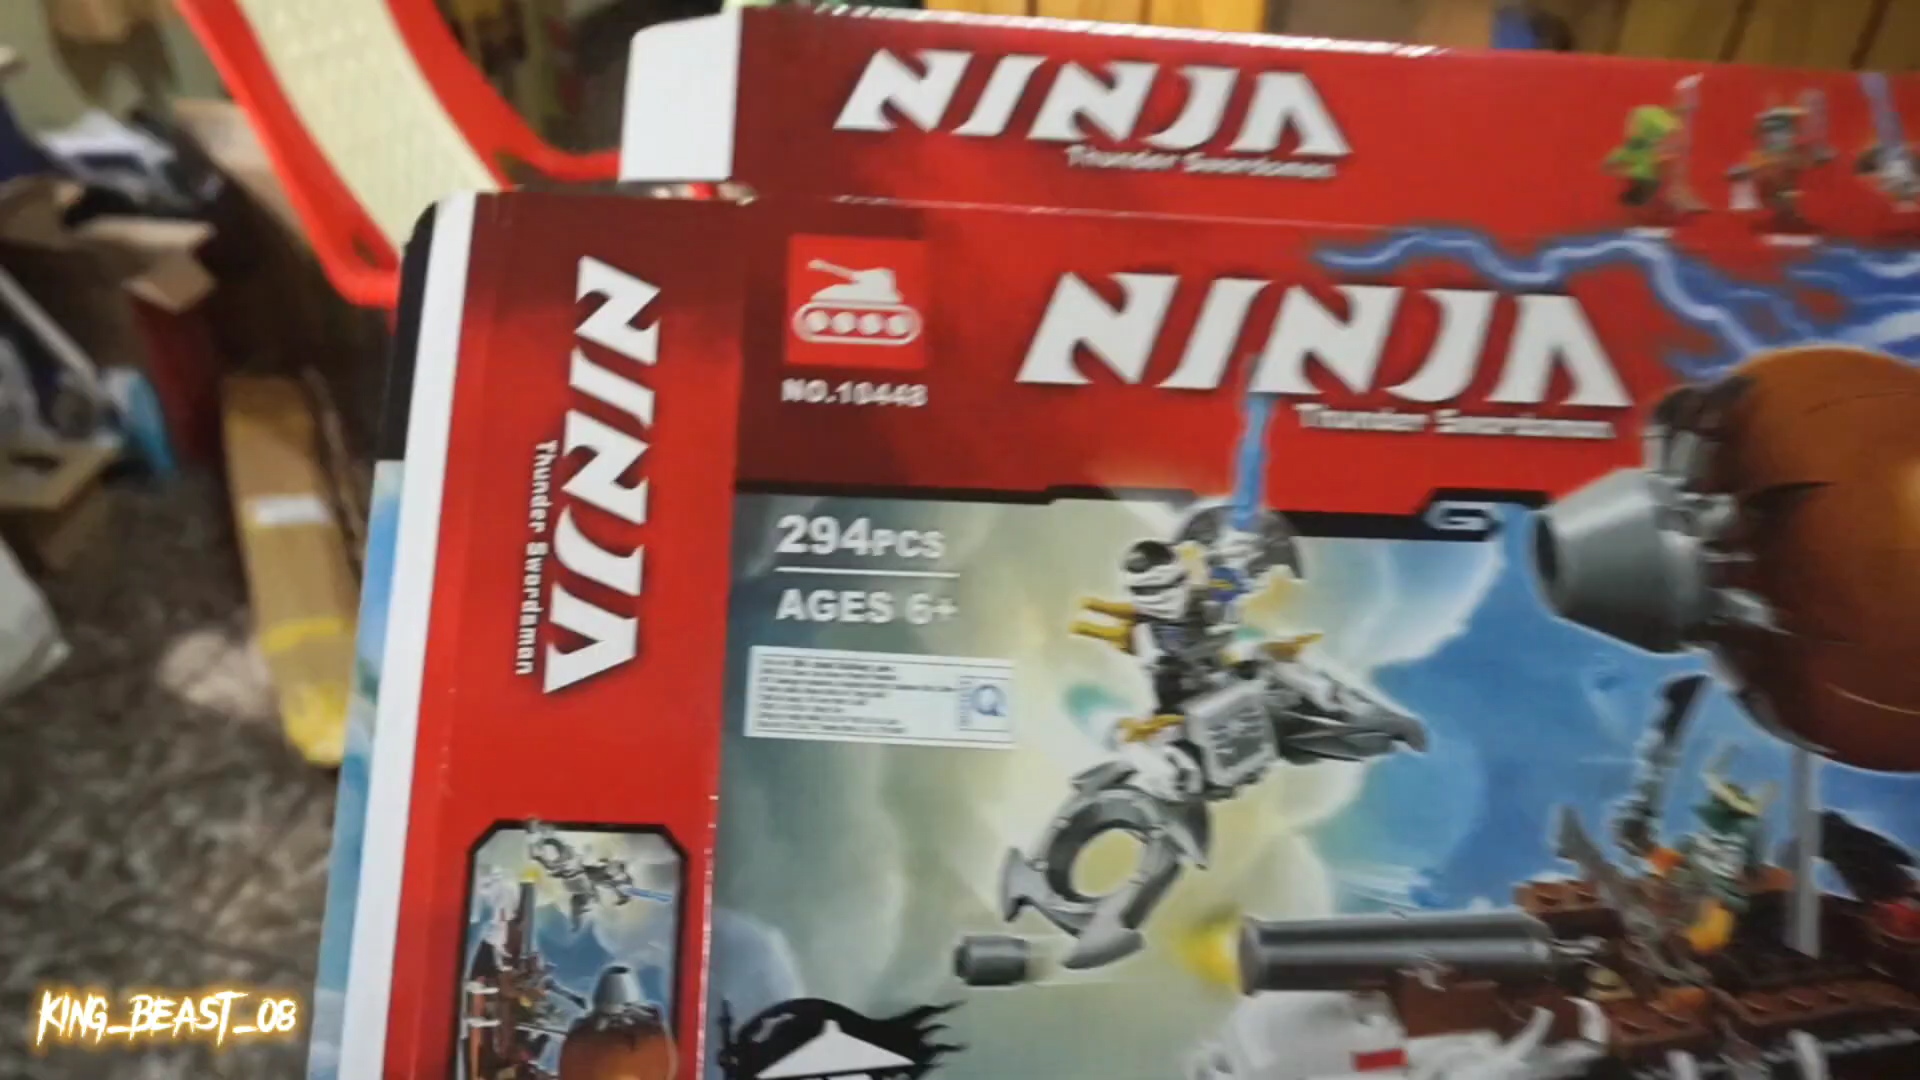 NINJA
Thunder Swordsman
NINJA
Thunder Swordsman
NO.10448
NINJA
Thunder Swordsman
294PCS
AGES 6+
Q
KING_BEAST_08